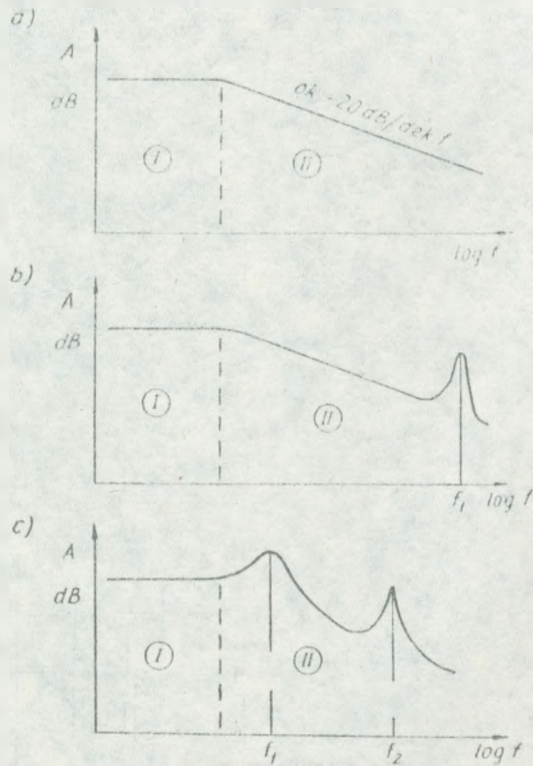 a)
A
dB
ok. -20 dB/dek f
I
II
log f
b)
A
dB
I
II
f₁ log f
c)
A
dB
I
II
f₁ f₂ log f